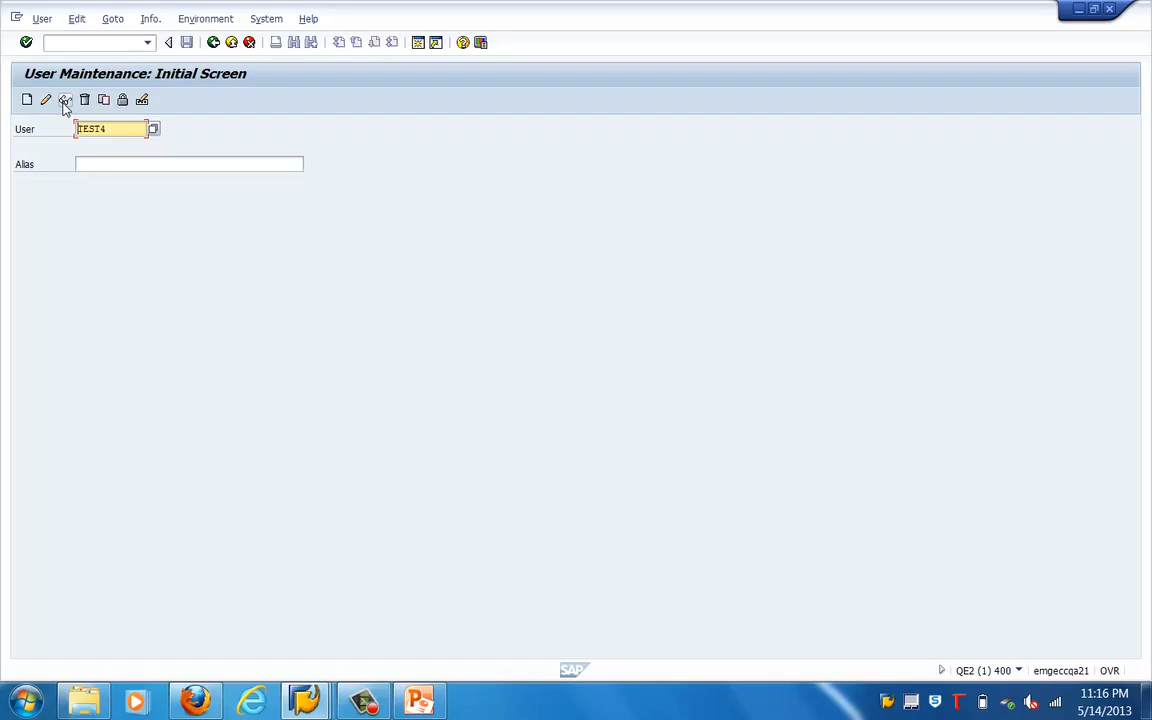 User Edit Goto Info. Environment System Help
User Maintenance: Initial Screen
User TEST4
Alias
SAP
QE2 (1) 400 emgeccqa21 OVR
11:16 PM
5/14/2013